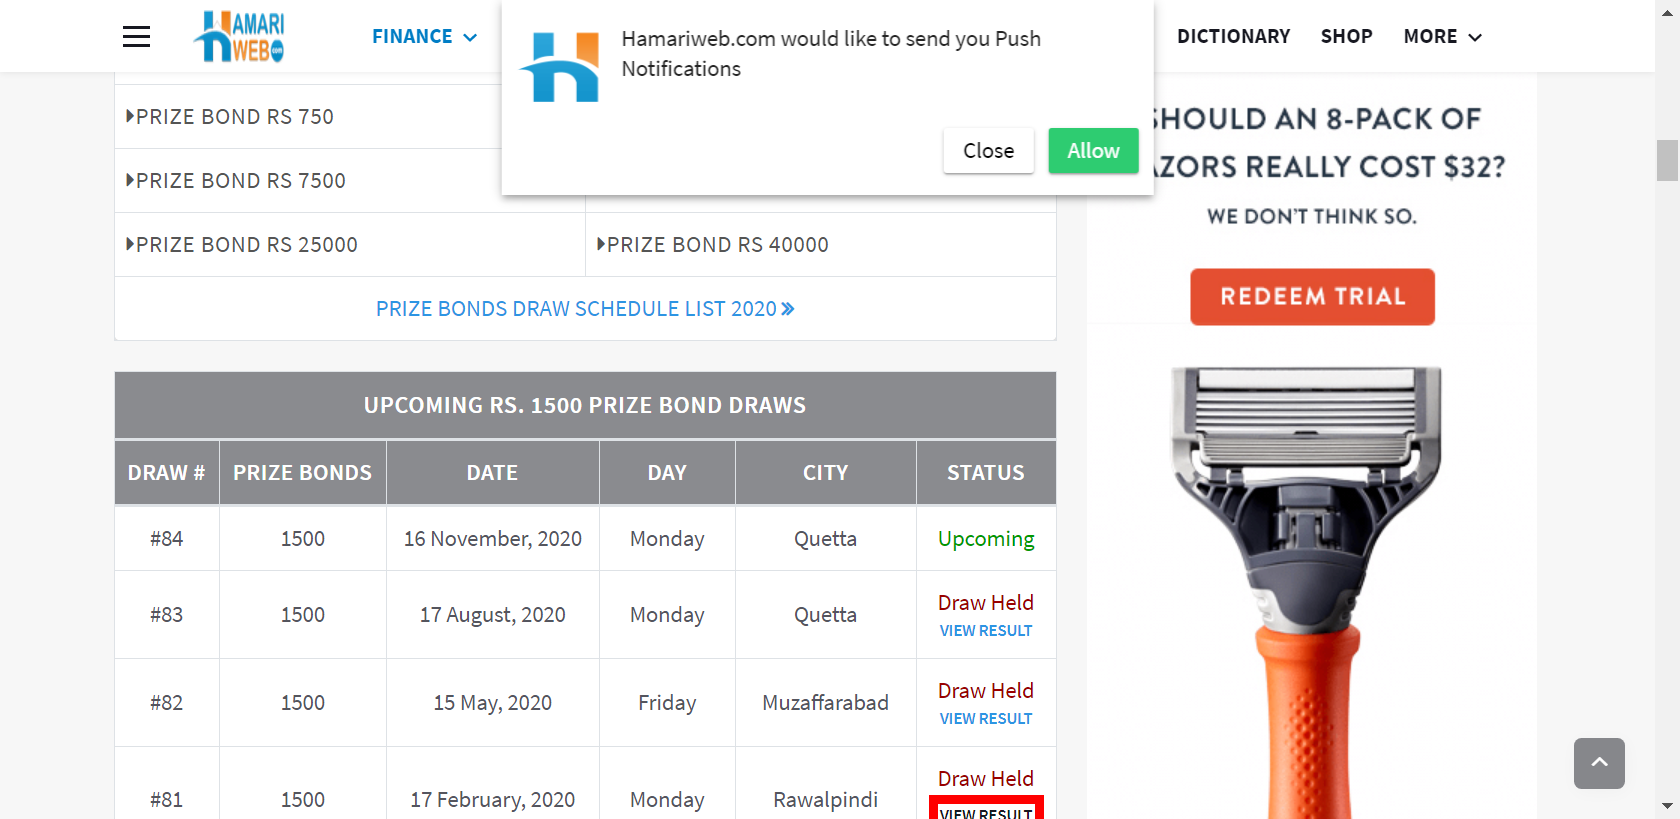 HAMARI
WEB.com
FINANCE
DICTIONARY
SHOP
MORE
Hamariweb.com would like to send you Push
Notifications
Close
Allow
PRIZE BOND RS 750
PRIZE BOND RS 7500
PRIZE BOND RS 25000
PRIZE BOND RS 40000
PRIZE BONDS DRAW SCHEDULE LIST 2020
UPCOMING RS. 1500 PRIZE BOND DRAWS
DRAW # PRIZE BONDS DATE DAY CITY STATUS
#84 1500 16 November, 2020 Monday Quetta Upcoming
#83 1500 17 August, 2020 Monday Quetta Draw Held
VIEW RESULT
#82 1500 15 May, 2020 Friday Muzaffarabad Draw Held
VIEW RESULT
#81 1500 17 February, 2020 Monday Rawalpindi Draw Held
VIEW RESULT
SHOULD AN 8-PACK OF
AZORS REALLY COST $32?
WE DON'T THINK SO.
REDEEM TRIAL